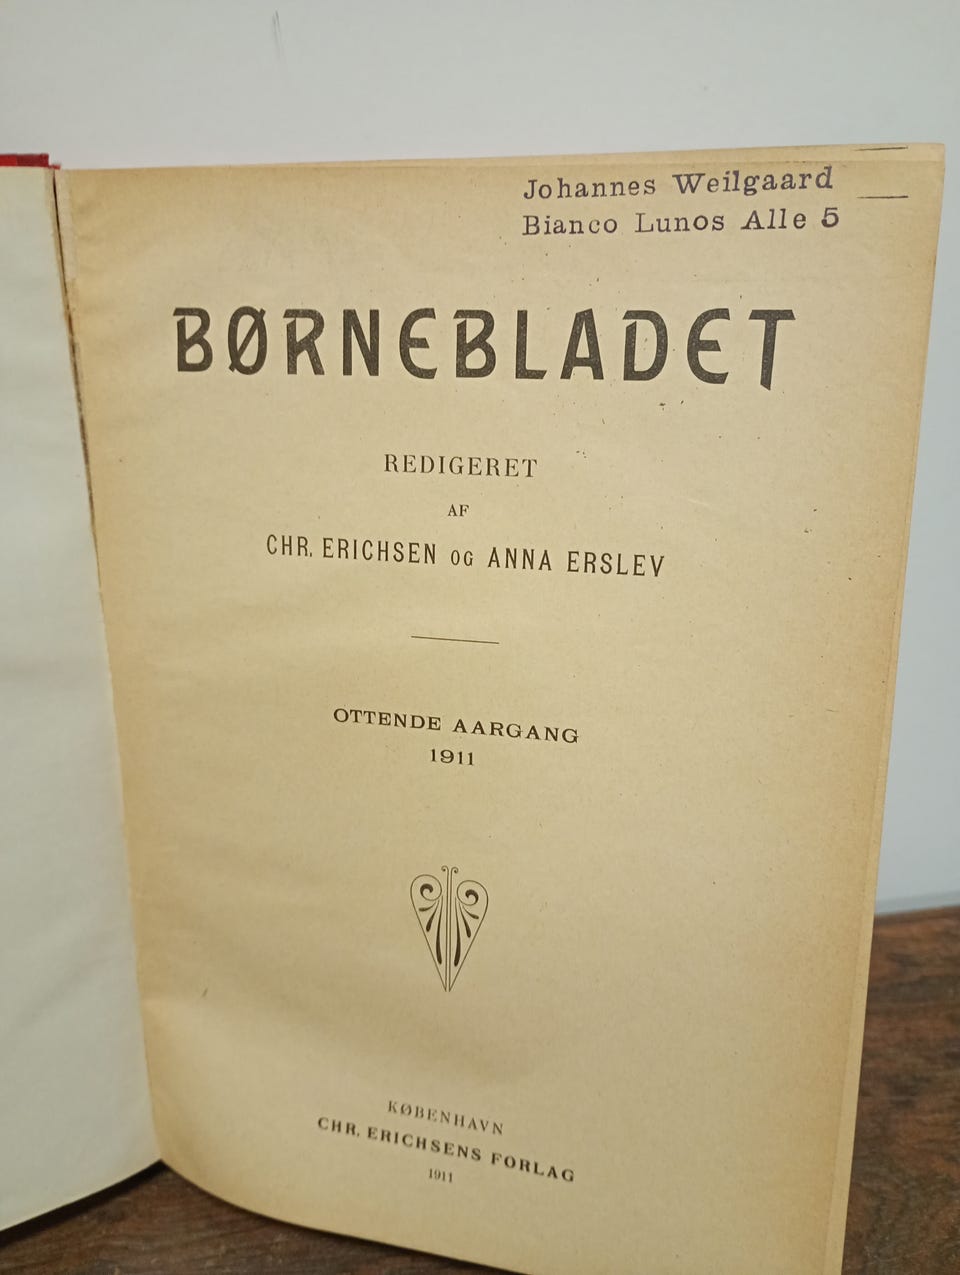 Johannes Weilgaard
Bianco Lunos Alle 5
BØRNEBLADET
REDIGERET
AF
CHR. ERICHSEN OG ANNA ERSLEV
OTTENDE AARGANG
1911
KØBENHAVN
CHR. ERICHSENS FORLAG
1911